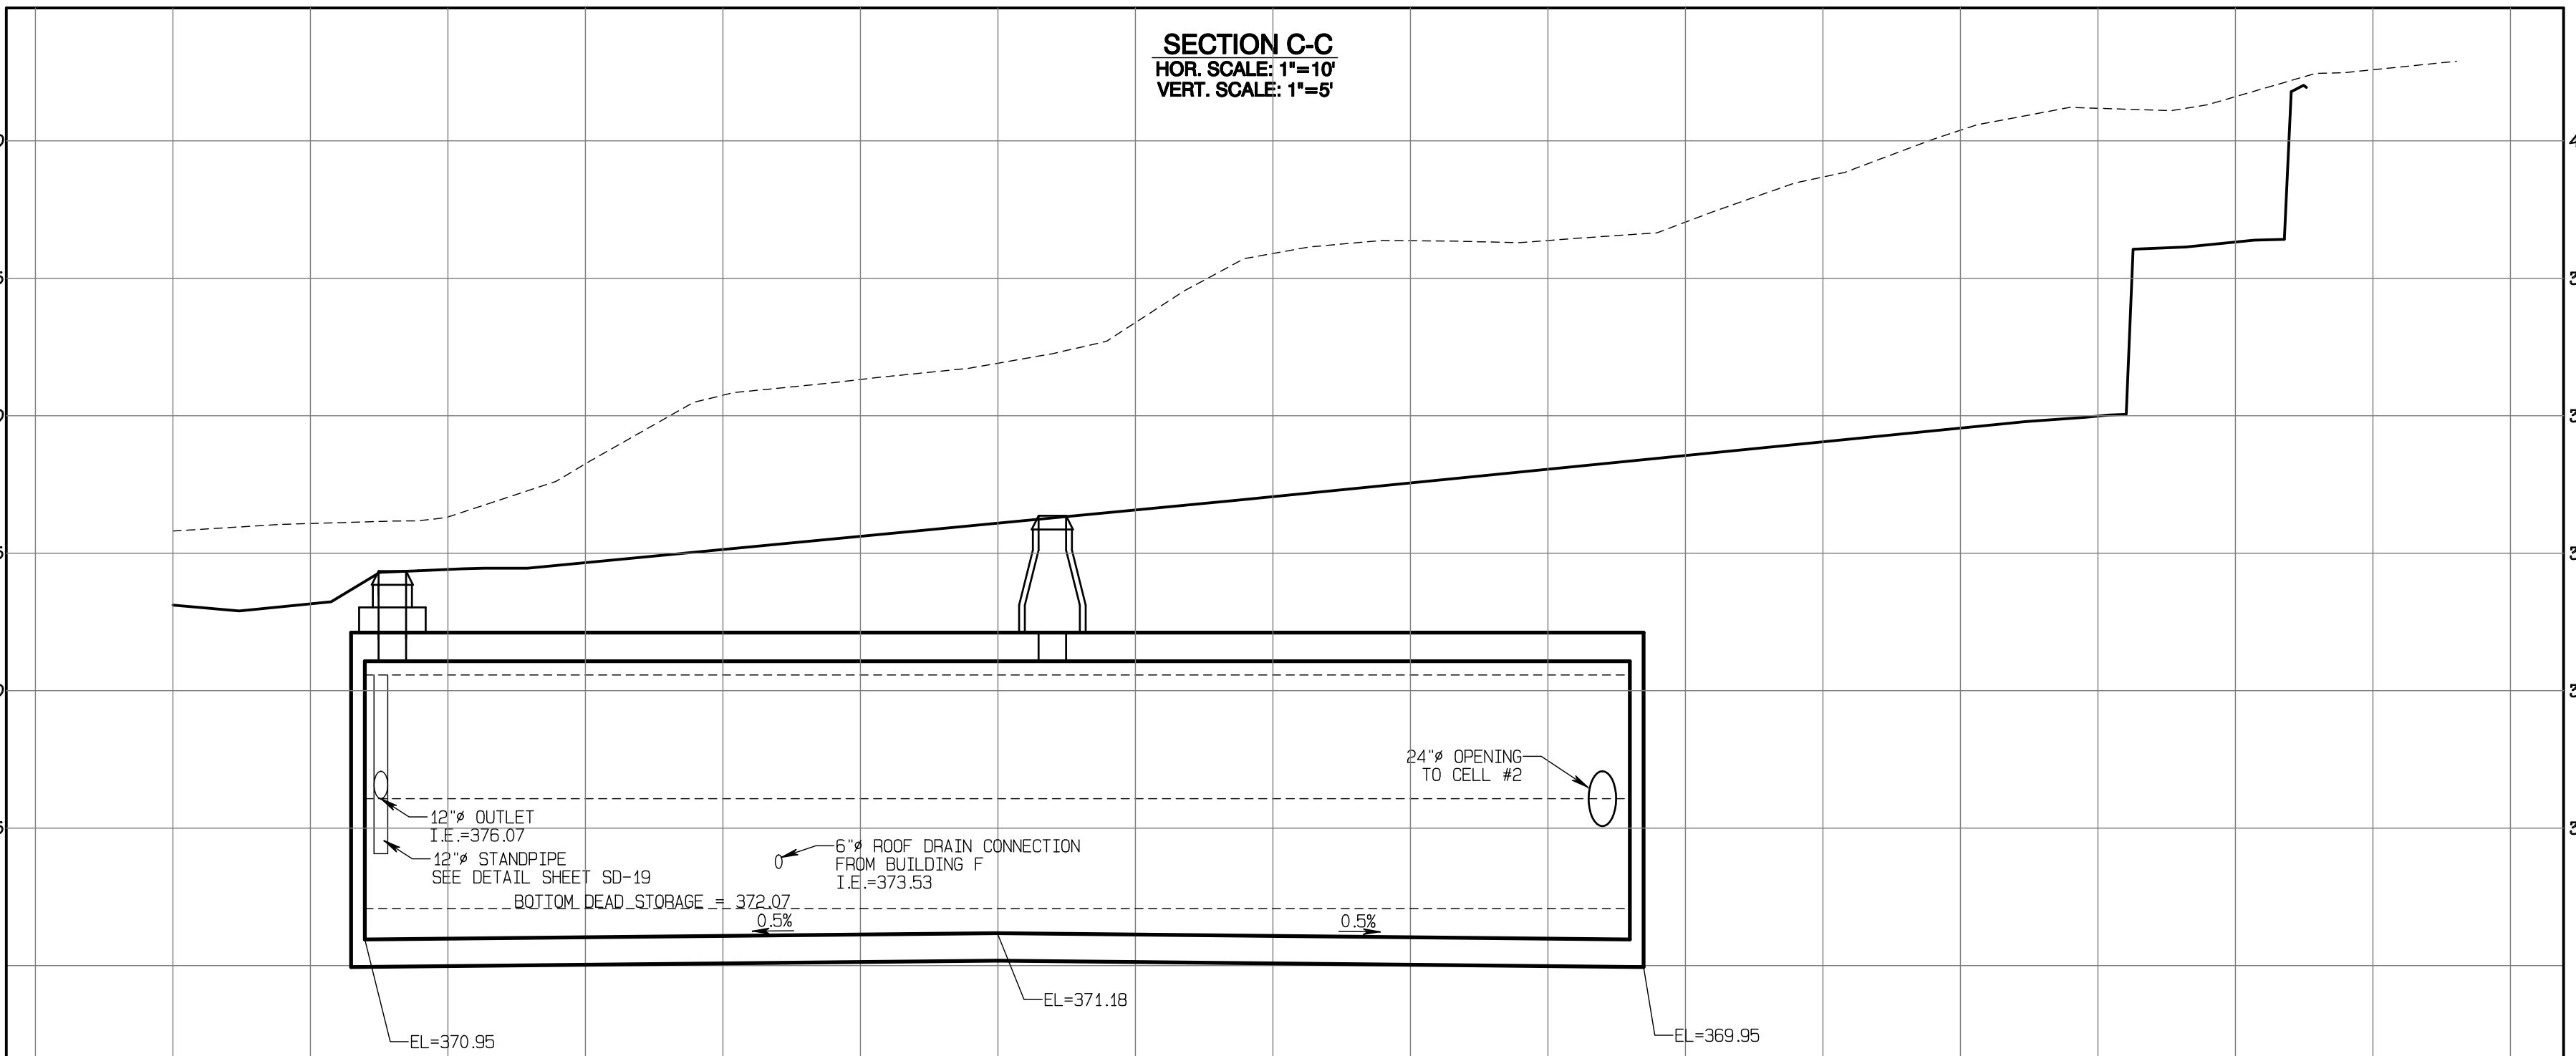 SECTION C-C
HOR. SCALE: 1"=10'
VERT. SCALE: 1"=5'
24"ø OPENING
TO CELL #2
12"ø OUTLET
I.E.=376.07
12"ø STANDPIPE
SEE DETAIL SHEET SD-19
6"ø ROOF DRAIN CONNECTION
FROM BUILDING F
I.E.=373.53
BOTTOM DEAD STORAGE = 372.07
0.5%
0.5%
EL=371.18
EL=370.95
EL=369.95